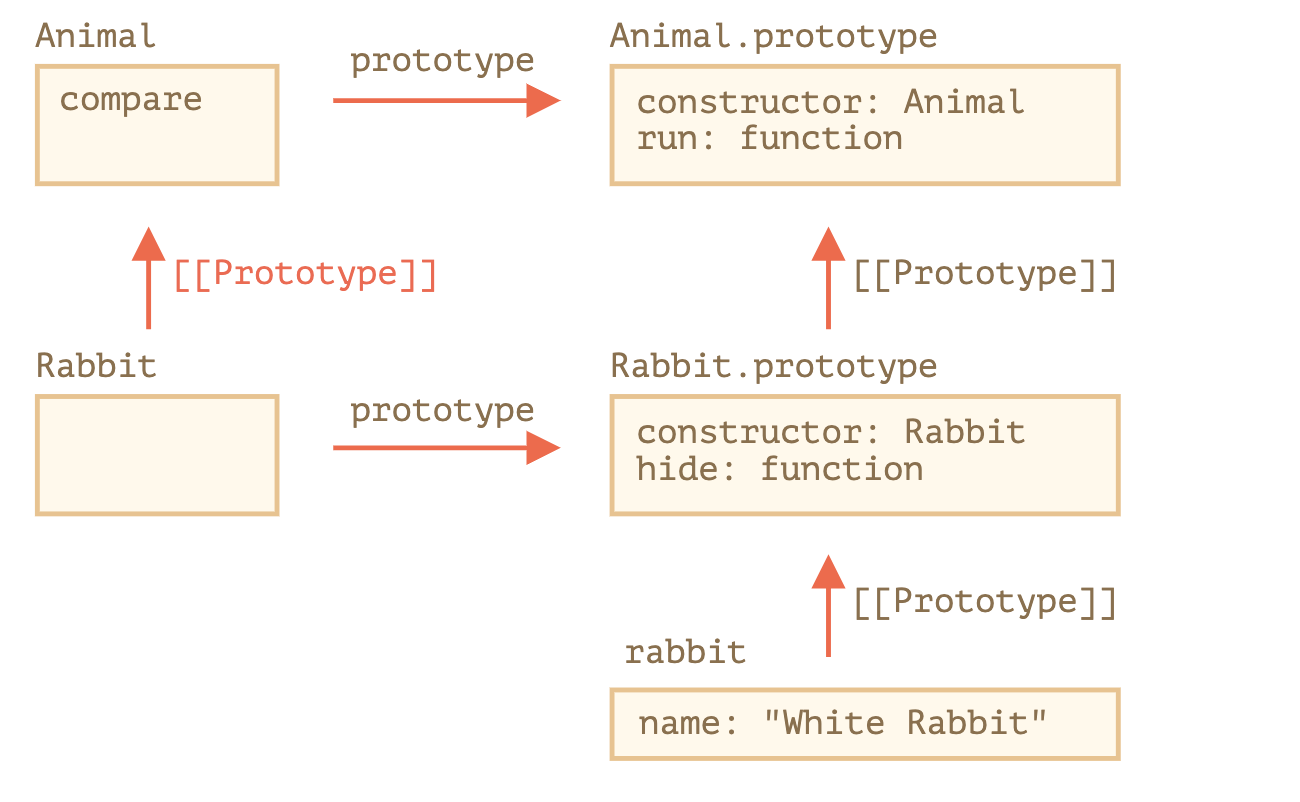 Animal
prototype
Animal.prototype
compare
constructor: Animal
run: function
[[Prototype]]
[[Prototype]]
Rabbit
prototype
Rabbit.prototype
constructor: Rabbit
hide: function
[[Prototype]]
rabbit
name: "White Rabbit"